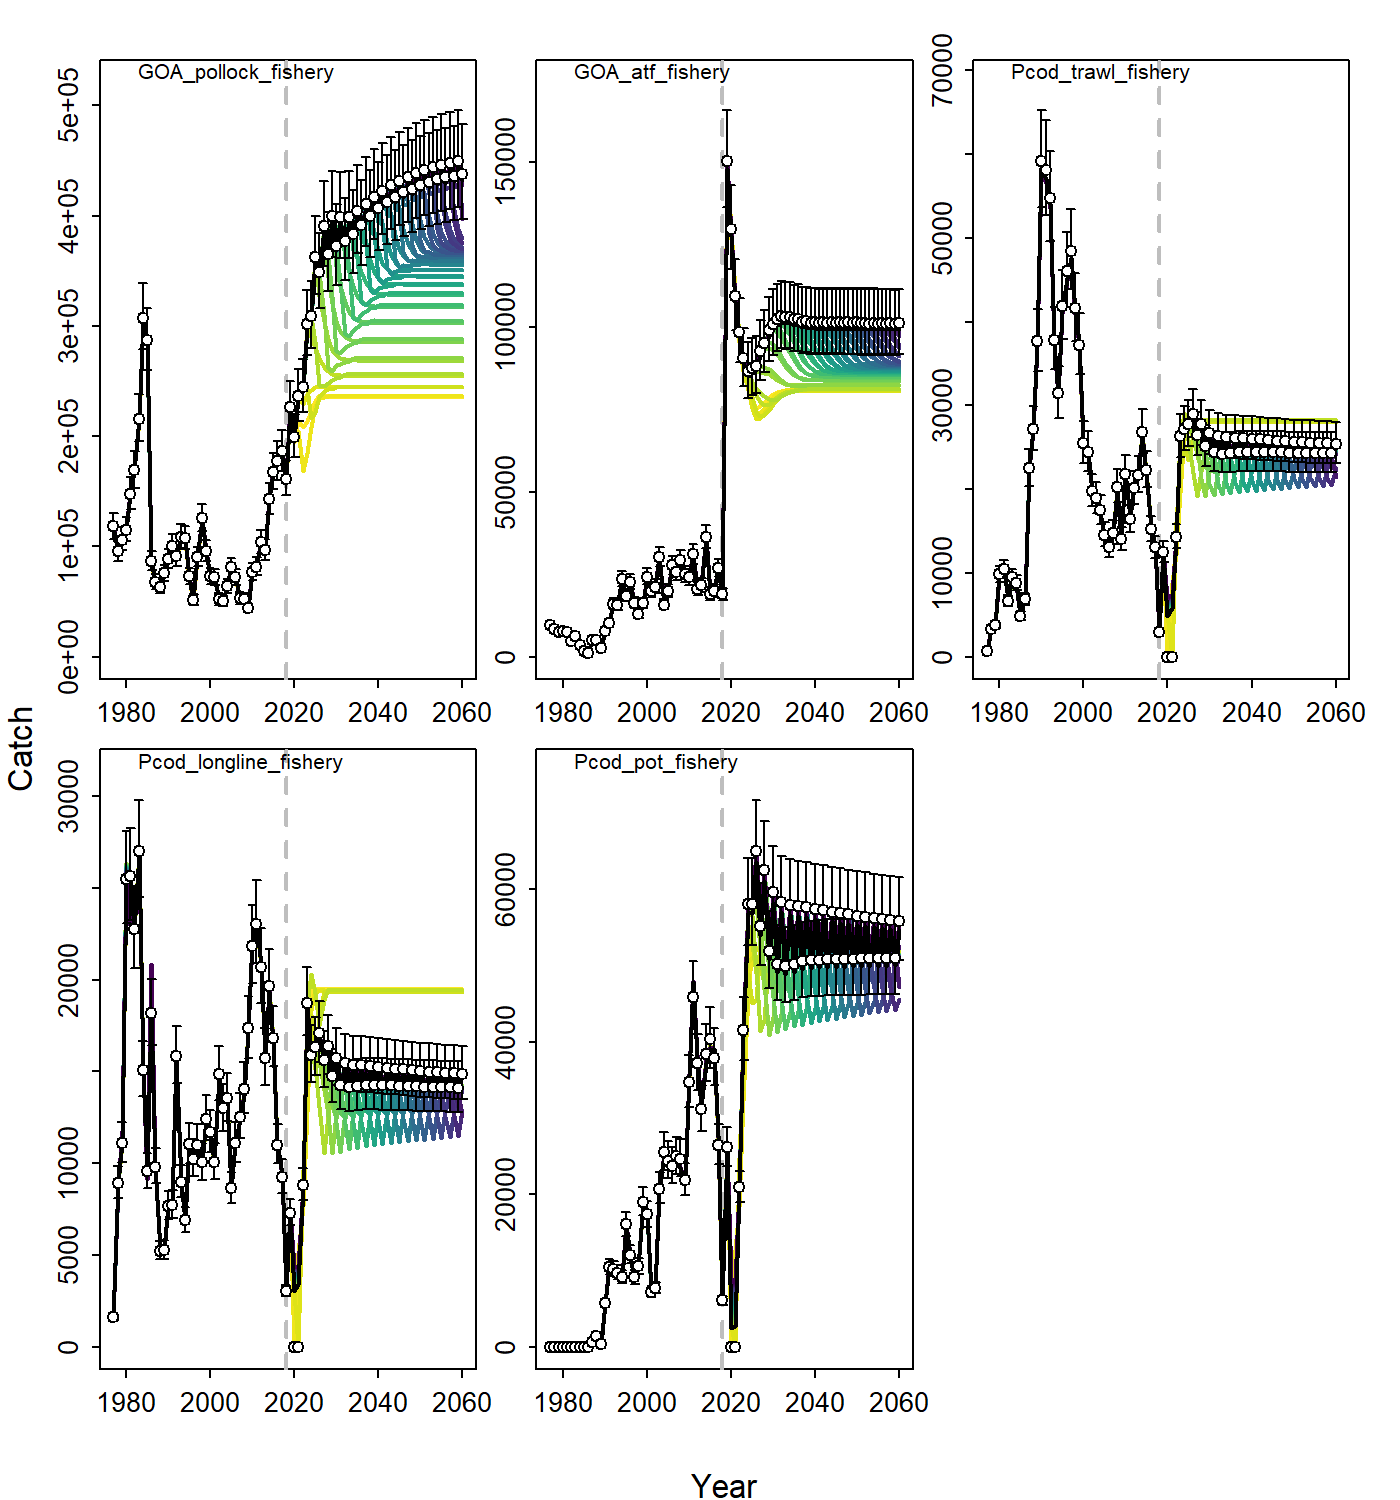 GOA_pollock_fishery
5e+05
4e+05
3e+05
2e+05
1e+05
0e+00
1980 2000 2020 2040 2060
GOA_atf_fishery
150000
100000
50000
0
1980 2000 2020 2040 2060
Pcod_trawl_fishery
70000
50000
30000
10000
0
1980 2000 2020 2040 2060
Catch
Pcod_longline_fishery
30000
20000
10000
5000
0
1980 2000 2020 2040 2060
Pcod_pot_fishery
60000
40000
20000
0
1980 2000 2020 2040 2060
Year